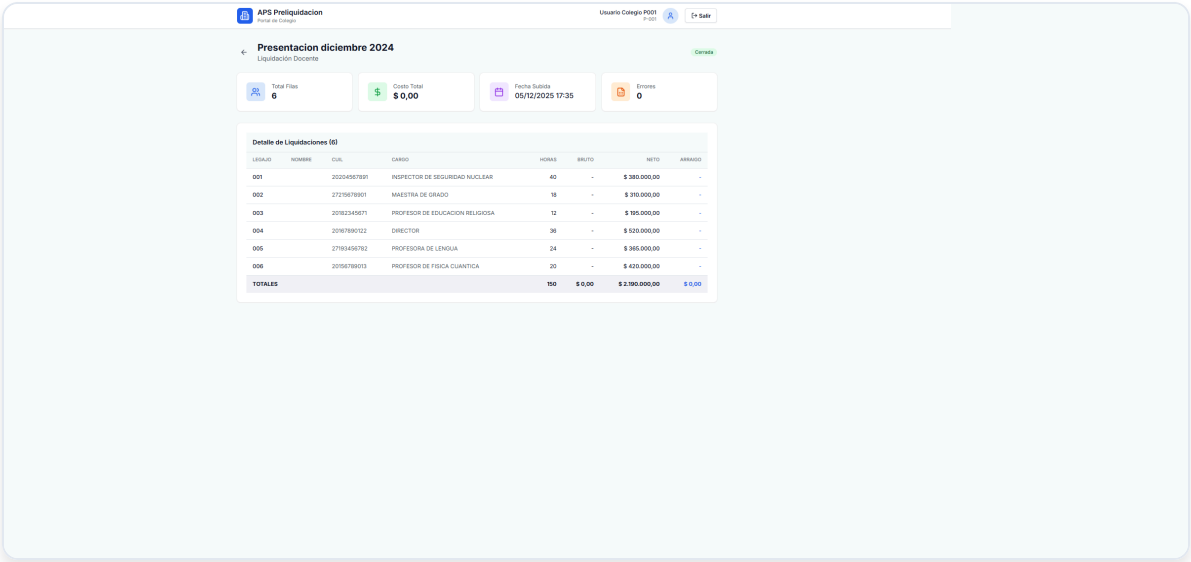 APS Preliquidacion
Portal de Colegio
Usuario Colegio P001
P-001
Salir
Presentacion diciembre 2024
Liquidación Docente
Cerrada
Total Filas
6
Costo Total
$ 0,00
Fecha Subida
05/12/2025 17:35
Errores
0
Detalle de Liquidaciones (6)
LEGAJO NOMBRE CUIL CARGO HORAS BRUTO NETO ARRAIGO
001 20204567891 INSPECTOR DE SEGURIDAD NUCLEAR 40 - $ 380.000,00 -
002 27215678901 MAESTRA DE GRADO 18 - $ 310.000,00 -
003 20182345671 PROFESOR DE EDUCACION RELIGIOSA 12 - $ 195.000,00 -
004 20167890122 DIRECTOR 36 - $ 520.000,00 -
005 27193456782 PROFESORA DE LENGUA 24 - $ 365.000,00 -
006 20156789013 PROFESOR DE FISICA CUANTICA 20 - $ 420.000,00 -
TOTALES 150 $ 0,00 $ 2.190.000,00 $ 0,00